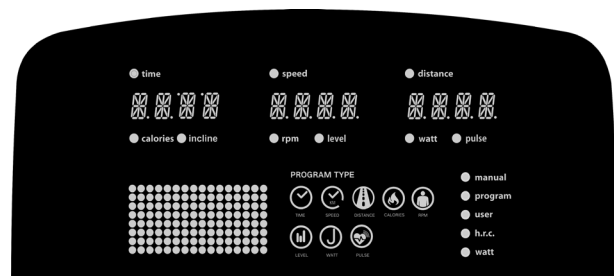 time speed distance
calories incline rpm level watt pulse
PROGRAM TYPE
manual
program
TIME SPEED DISTANCE CALORIES RPM
user
h.r.c.
LEVEL WATT PULSE
watt